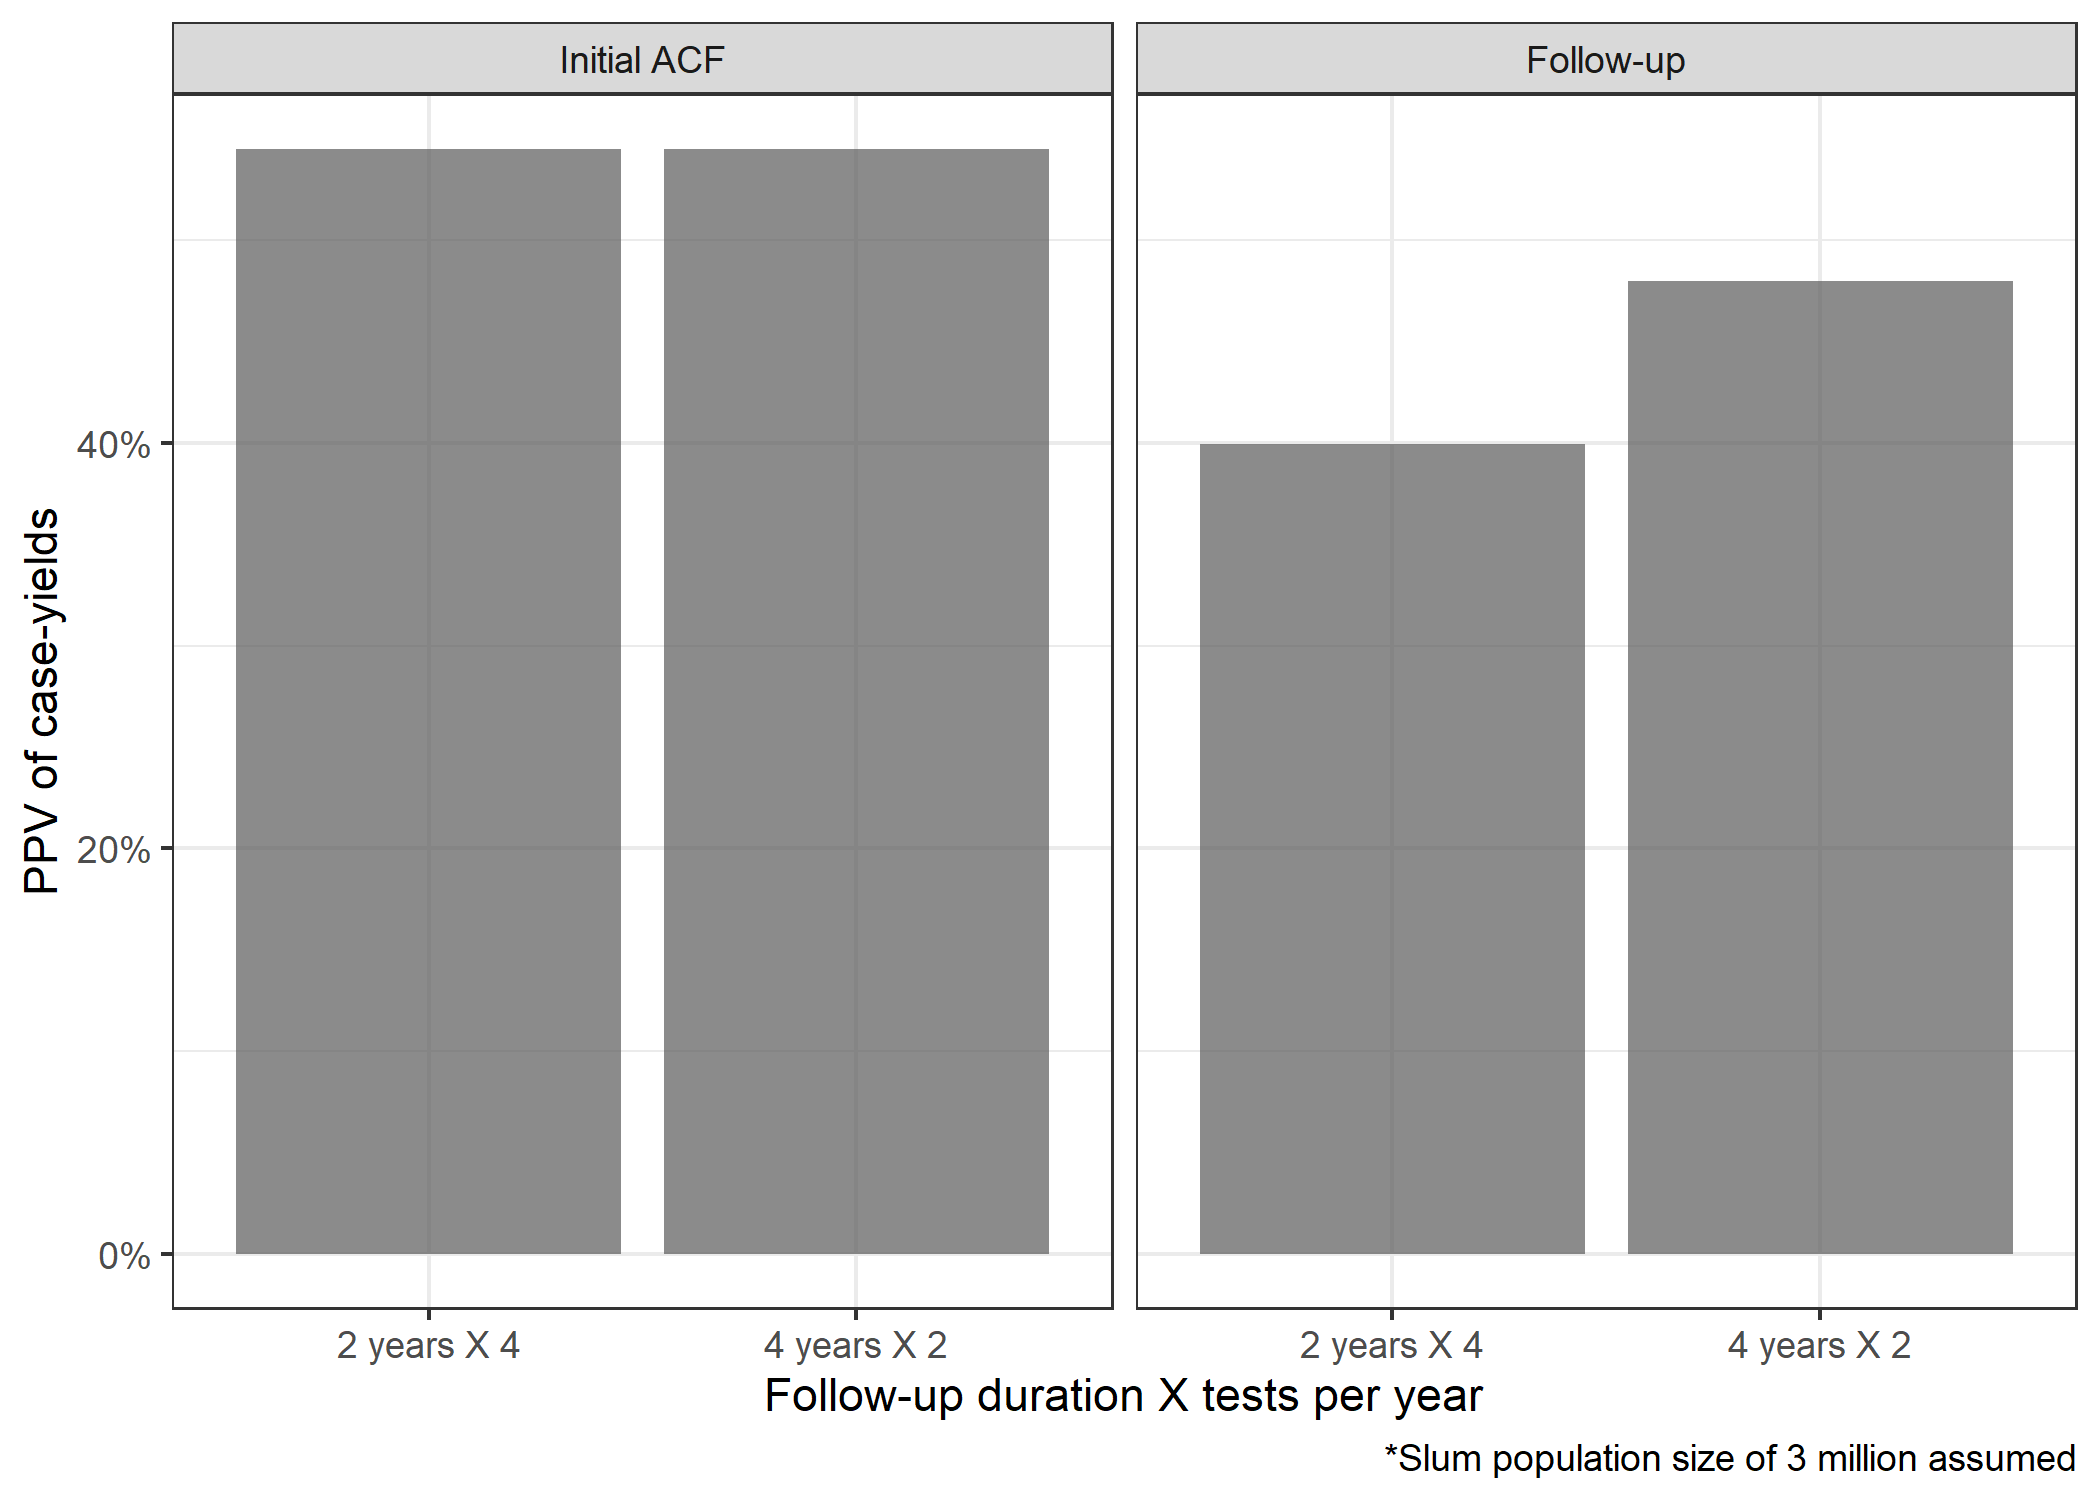 Initial ACF
Follow-up
PPV of case-yields
40%
20%
0%
2 years X 4
4 years X 2
2 years X 4
4 years X 2
Follow-up duration X tests per year
*Slum population size of 3 million assumed